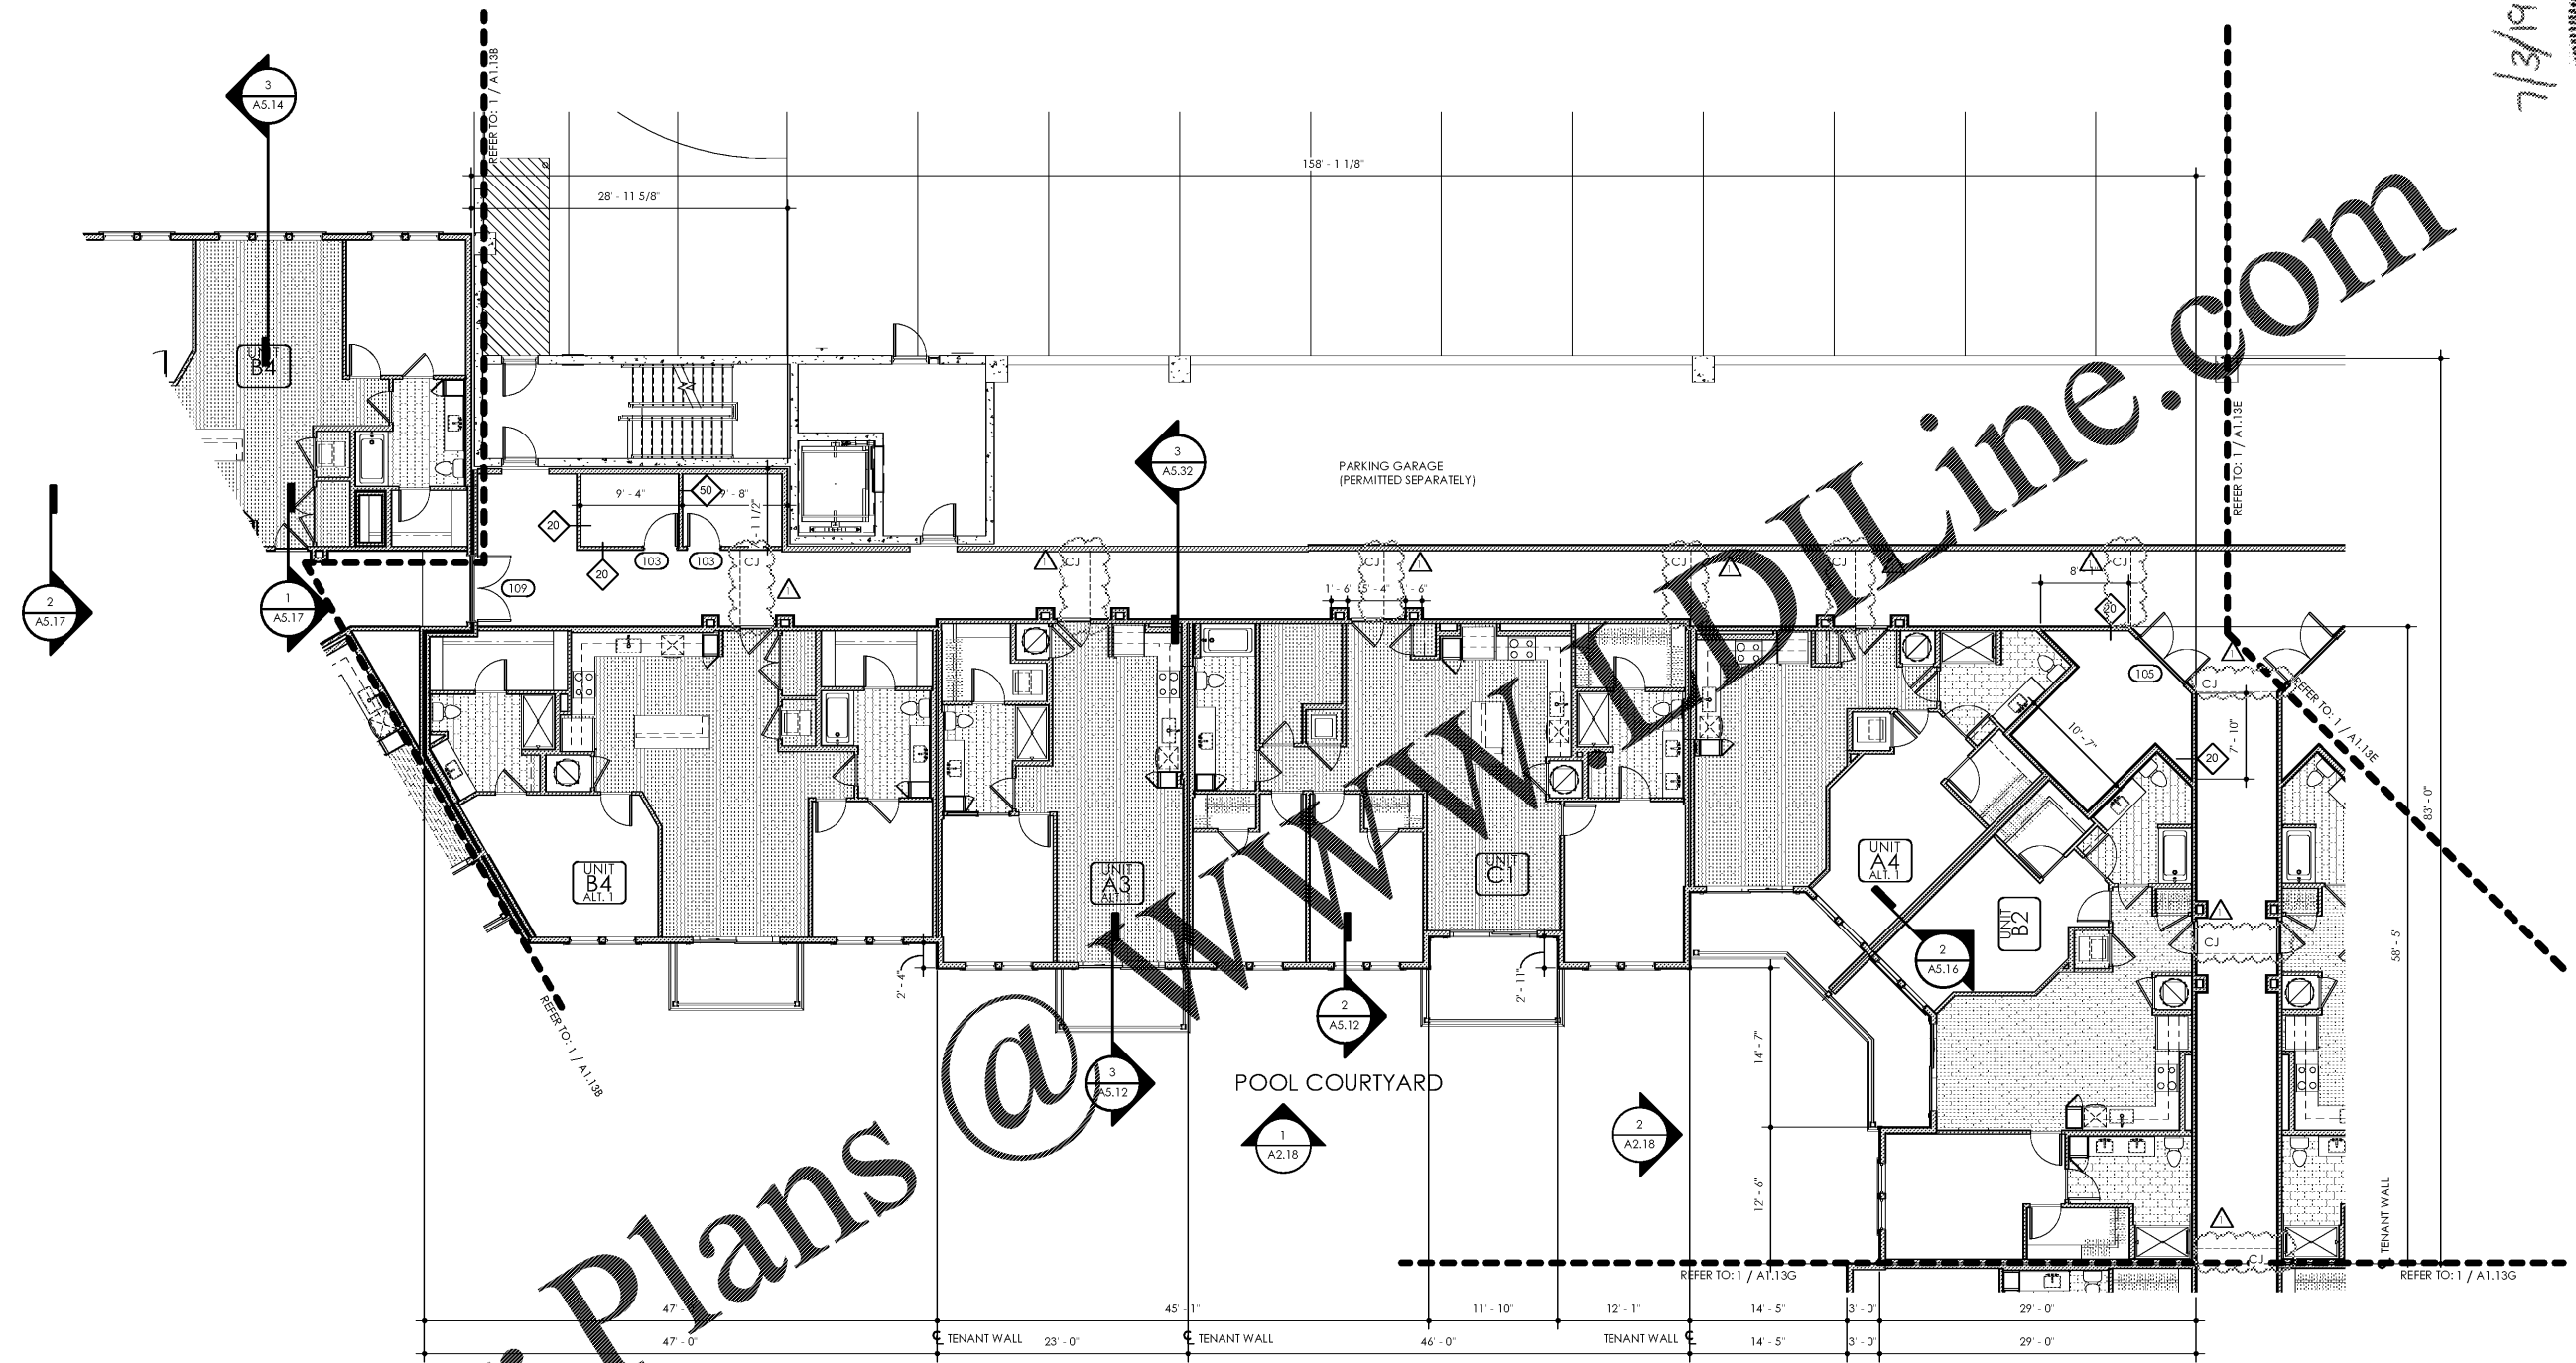 7/3/19
3
A5.14
REFER TO: 1 / A1.13B
158' - 1 1/8"
28' - 11 5/8"
UNIT
B4
9' - 4"
50
9' - 8"
20
20
103
103
109
3
A5.32
PARKING GARAGE
(PERMITTED SEPARATELY)
REFER TO: 1 / A1.13E
2
A5.17
1
A5.17
CJ
CJ
CJ
CJ
CJ
CJ
1' - 6"
5' - 4"
20
105
CJ
REFER TO: 1 / A1.13E
10' - 7"
7' - 10"
20
83' - 0"
58' - 5"
UNIT
B4
ALT. 1
UNIT
A3
UNIT
C1
UNIT
A4
ALT. 1
UNIT
B2
2
A5.16
CJ
2' - 4"
2' - 11"
REFER TO: 1 / A1.13B
2
A5.12
3
A5.12
POOL COURTYARD
1
A2.18
2
A2.18
14' - 7"
12' - 6"
TENANT WALL
CJ
REFER TO: 1 / A1.13G
REFER TO: 1 / A1.13G
45' - 1"
11' - 10"
12' - 1"
14' - 5"
3' - 0"
29' - 0"
47' - 0"
TENANT WALL
23' - 0"
TENANT WALL
46' - 0"
TENANT WALL
14' - 5"
3' - 0"
29' - 0"
Plans @ www.LDILine.com